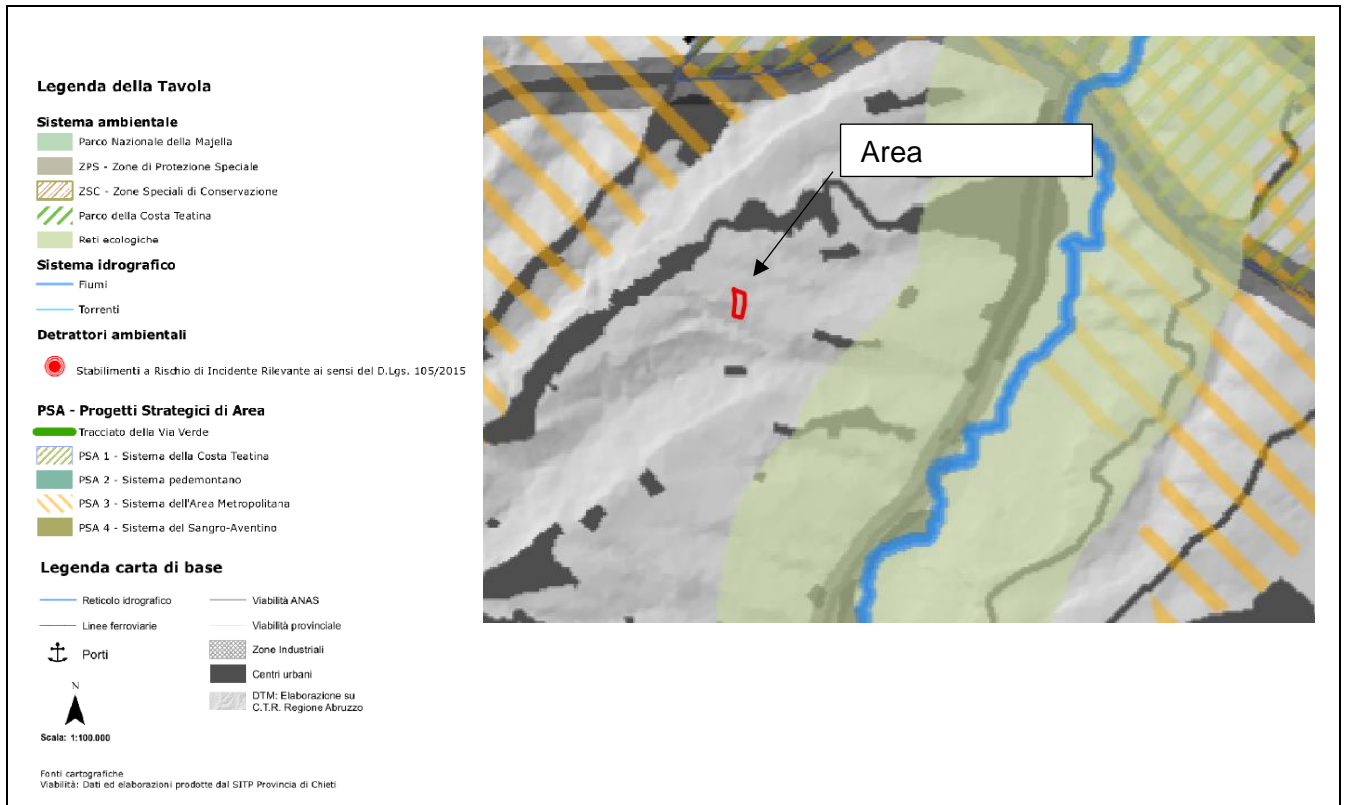 Legenda della Tavola
Sistema ambientale
Parco Nazionale della Majella
ZPS - Zone di Protezione Speciale
ZSC - Zone Speciali di Conservazione
Parco della Costa Teatina
Reti ecologiche
Sistema idrografico
Fiumi
Torrenti
Detrattori ambientali
Stabilimenti a Rischio di Incidente Rilevante ai sensi del D.Lgs. 105/2015
PSA - Progetti Strategici di Area
Tracciato della Via Verde
PSA 1 - Sistema della Costa Teatina
PSA 2 - Sistema pedemontano
PSA 3 - Sistema dell'Area Metropolitana
PSA 4 - Sistema del Sangro-Aventino
Legenda carta di base
Reticolo idrografico
Linee ferroviarie
Porti
N
Scala: 1:100.000
Viabilità ANAS
Viabilità provinciale
Zone Industriali
Centri urbani
DTM: Elaborazione su
C.T.R. Regione Abruzzo
Fonti cartografiche
Viabilità: Dati ed elaborazioni prodotte dal SITP Provincia di Chieti
Area